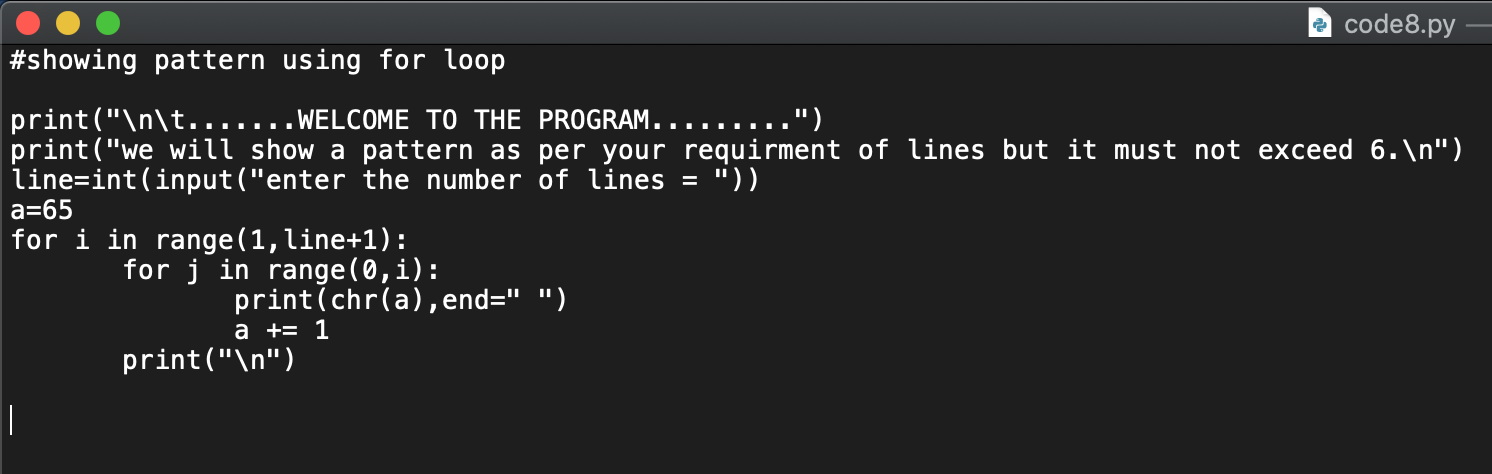 code8.py —
#showing pattern using for loop
print("\n\t.......WELCOME TO THE PROGRAM.........")
print("we will show a pattern as per your requirment of lines but it must not exceed 6.\n")
line=int(input("enter the number of lines = "))
a=65
for i in range(1,line+1):
       for j in range(0,i):
              print(chr(a),end=" ")
              a += 1
       print("\n")